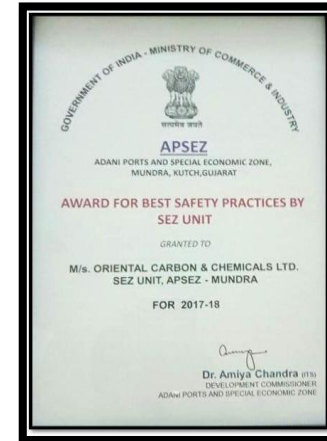 GOVERNMENT OF INDIA - MINISTRY OF COMMERCE & INDUSTRY
सत्यमेव जयते
APSEZ
ADANI PORTS AND SPECIAL ECONOMIC ZONE,
MUNDRA, KUTCH,GUJARAT
AWARD FOR BEST SAFETY PRACTICES BY
SEZ UNIT
GRANTED TO
M/s. ORIENTAL CARBON & CHEMICALS LTD.
SEZ UNIT, APSEZ - MUNDRA
FOR 2017-18
Dr. Amiya Chandra (ITS)
DEVELOPMENT COMMISSIONER
ADANI PORTS AND SPECIAL ECONOMIC ZONE